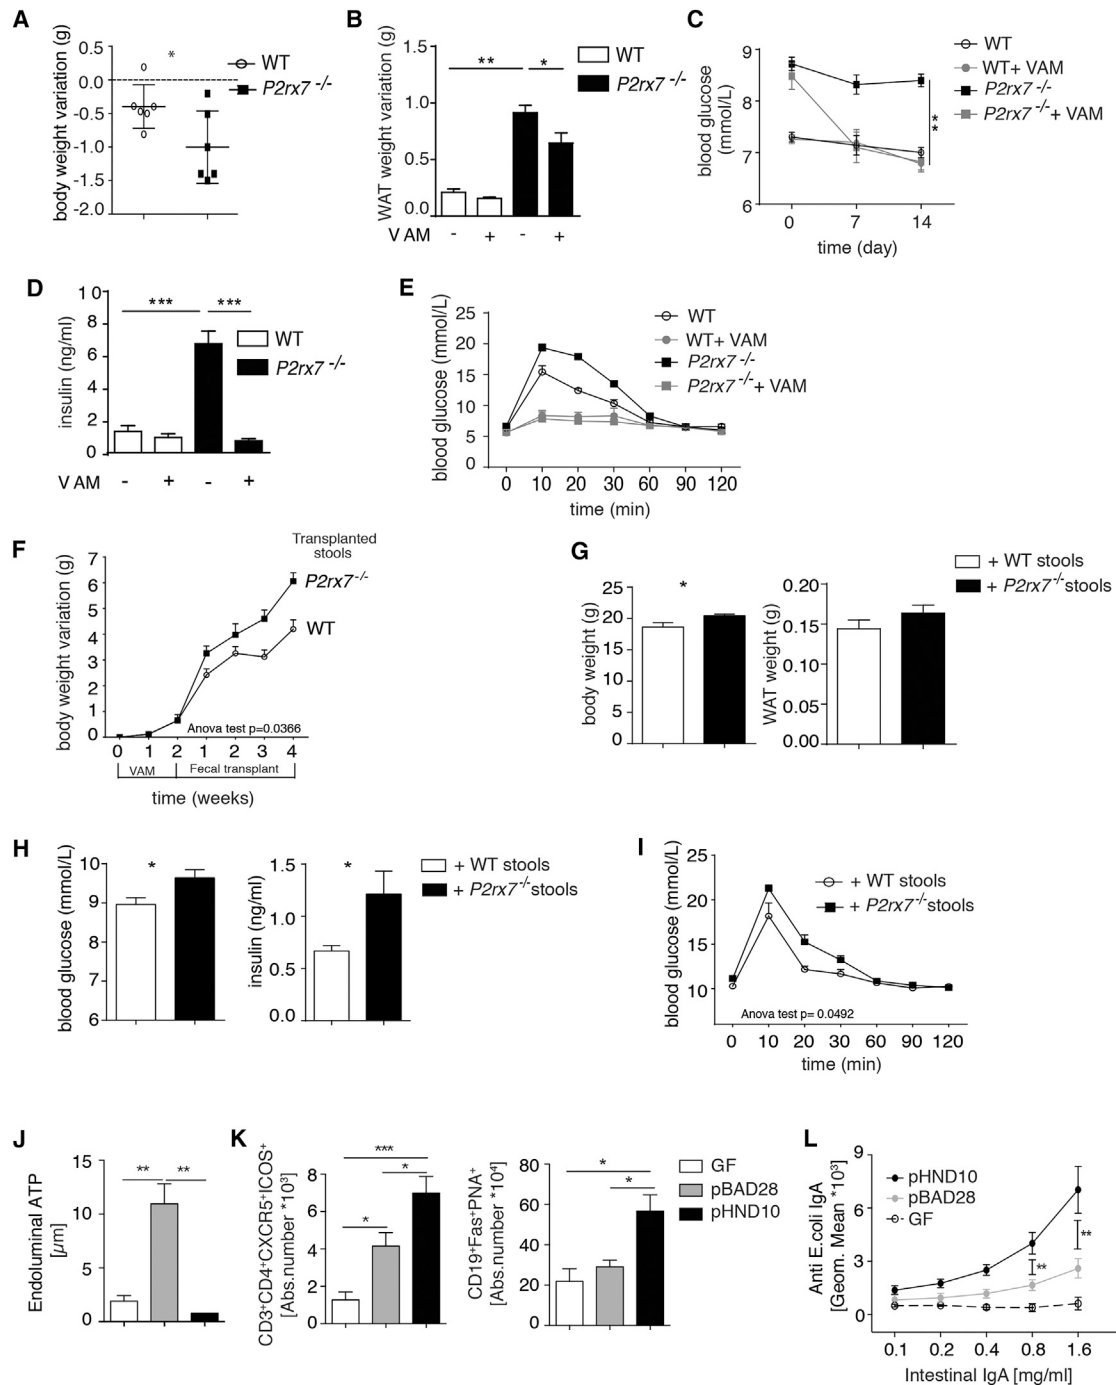 A
body weight variation (g)
0.5
0.0
-0.5
-1.0
-1.5
-2.0
*
WT
P2rx7 -/-
B
WAT weight variation (g)
1.5
1.0
0.5
0.0
** *
WT
P2rx7 -/-
V AM - + - +
C
blood glucose
(mmol/L)
9
8
7
6
0 7 14
time (day)
**
WT
WT+ VAM
P2rx7 -/-
P2rx7 -/- + VAM
D
insulin (ng/ml)
10
8
6
4
2
0
*** ***
WT
P2rx7 -/-
V AM - + - +
E
blood glucose (mmol/L)
25
20
15
10
5
0
0 10 20 30 60 90 120
time (min)
WT
WT+ VAM
P2rx7 -/-
P2rx7 -/- + VAM
F
body weight variation (g)
7
6
5
4
3
2
1
0
Transplanted
stools
P2rx7 -/-
WT
Anova test p=0.0366
0 1 2 1 2 3 4
VAM Fecal transplant
time (weeks)
G
body weight (g)
25
20
15
10
5
0
*
WAT weight (g)
0.20
0.15
0.10
0.05
0.00
+ WT stools
+ P2rx7 -/- stools
H
blood glucose (mmol/L)
10
9
8
7
6
*
insulin (ng/ml)
1.5
1.0
0.5
0.0
*
+ WT stools
+ P2rx7 -/- stools
I
blood glucose (mmol/L)
25
20
15
10
+ WT stools
+ P2rx7 -/- stools
Anova test p= 0.0492
0 10 20 30 60 90 120
time (min)
J
Endoluminal ATP
[µm]
15
10
5
0
** **
K
CD3+CD4+CXCR5+ICOS+
[Abs.number *10³]
8
6
4
2
0
***
*
*
CD19+Fas+PNA+
[Abs.number *10⁴]
80
60
40
20
0
*
*
GF
pBAD28
pHND10
L
Anti E.coli IgA
[Geom. Mean *10³]
9
6
3
0
pHND10
pBAD28
GF
**
**
0.1 0.2 0.4 0.8 1.6
Intestinal IgA [mg/ml]